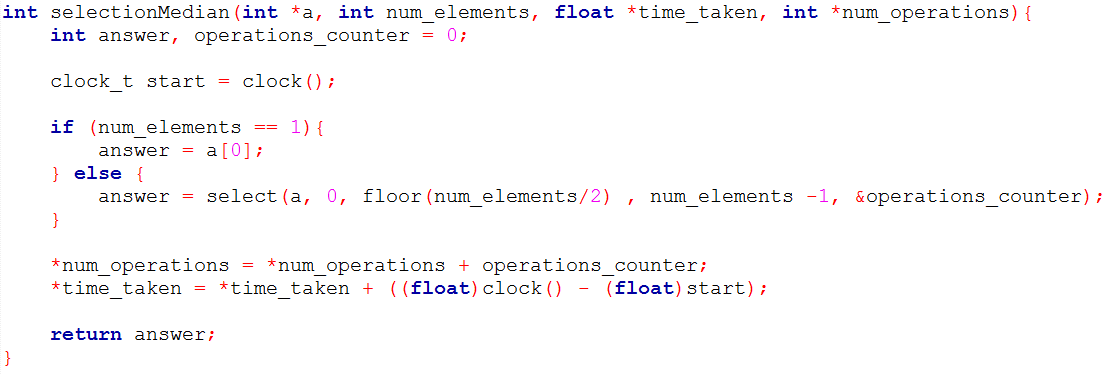 int selectionMedian(int *a, int num_elements, float *time_taken, int *num_operations){
    int answer, operations_counter = 0;

    clock_t start = clock();

    if (num_elements == 1){
        answer = a[0];
    } else {
        answer = select(a, 0, floor(num_elements/2) , num_elements -1, &operations_counter);
    }

    *num_operations = *num_operations + operations_counter;
    *time_taken = *time_taken + ((float)clock() - (float)start);

    return answer;
}